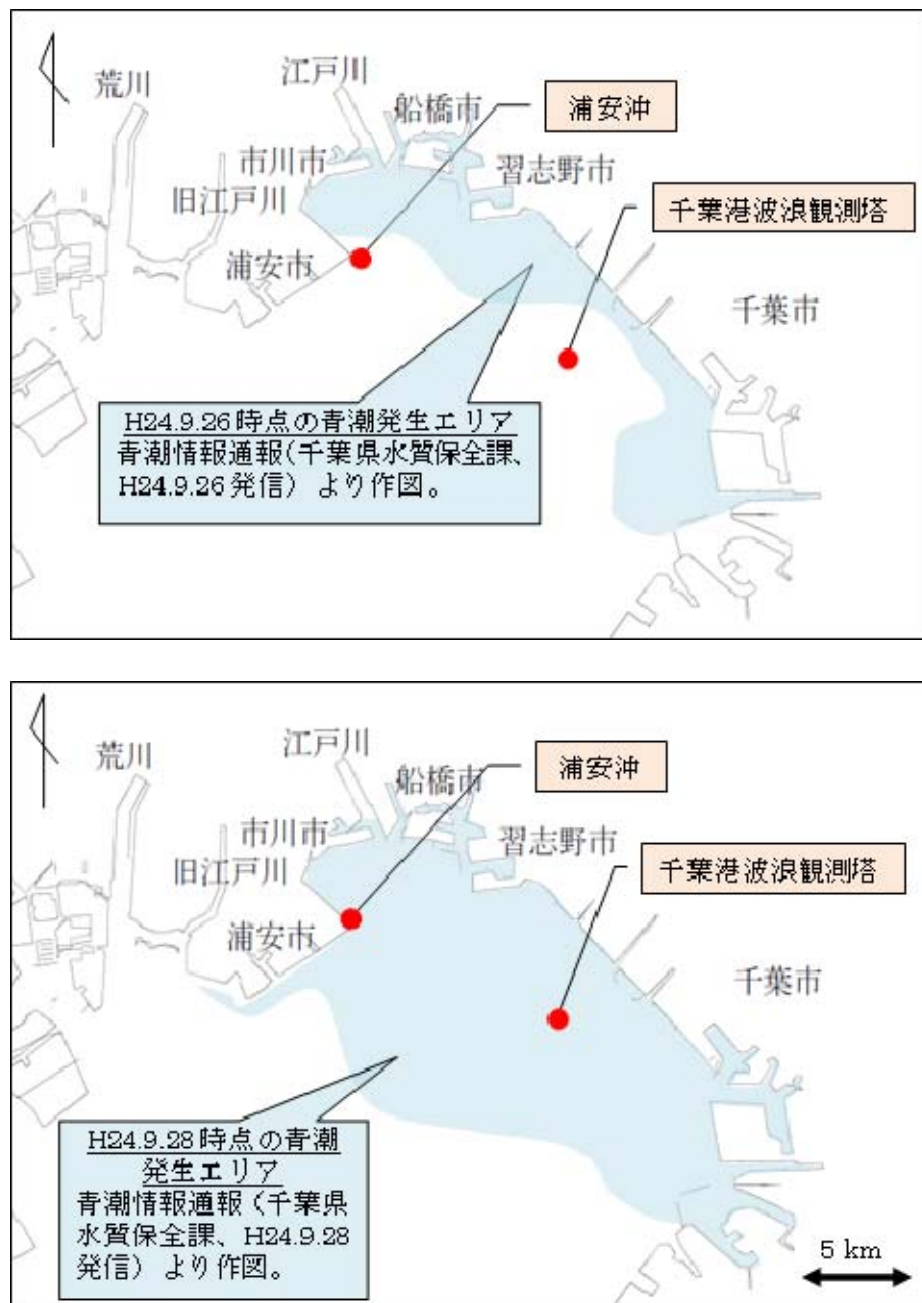 荒川
江戸川
船橋市
浦安沖
市川市
習志野市
旧江戸川
千葉港波浪観測塔
浦安市
千葉市
H24.9.26時点の青潮発生エリア
青潮情報通報(千葉県水質保全課、
H24.9.26発信) より作図。
荒川
江戸川
船橋市
浦安沖
市川市
習志野市
旧江戸川
千葉港波浪観測塔
浦安市
千葉市
H24.9.28時点の青潮
発生エリア
青潮情報通報(千葉県
水質保全課、H24.9.28
発信) より作図。
5 km